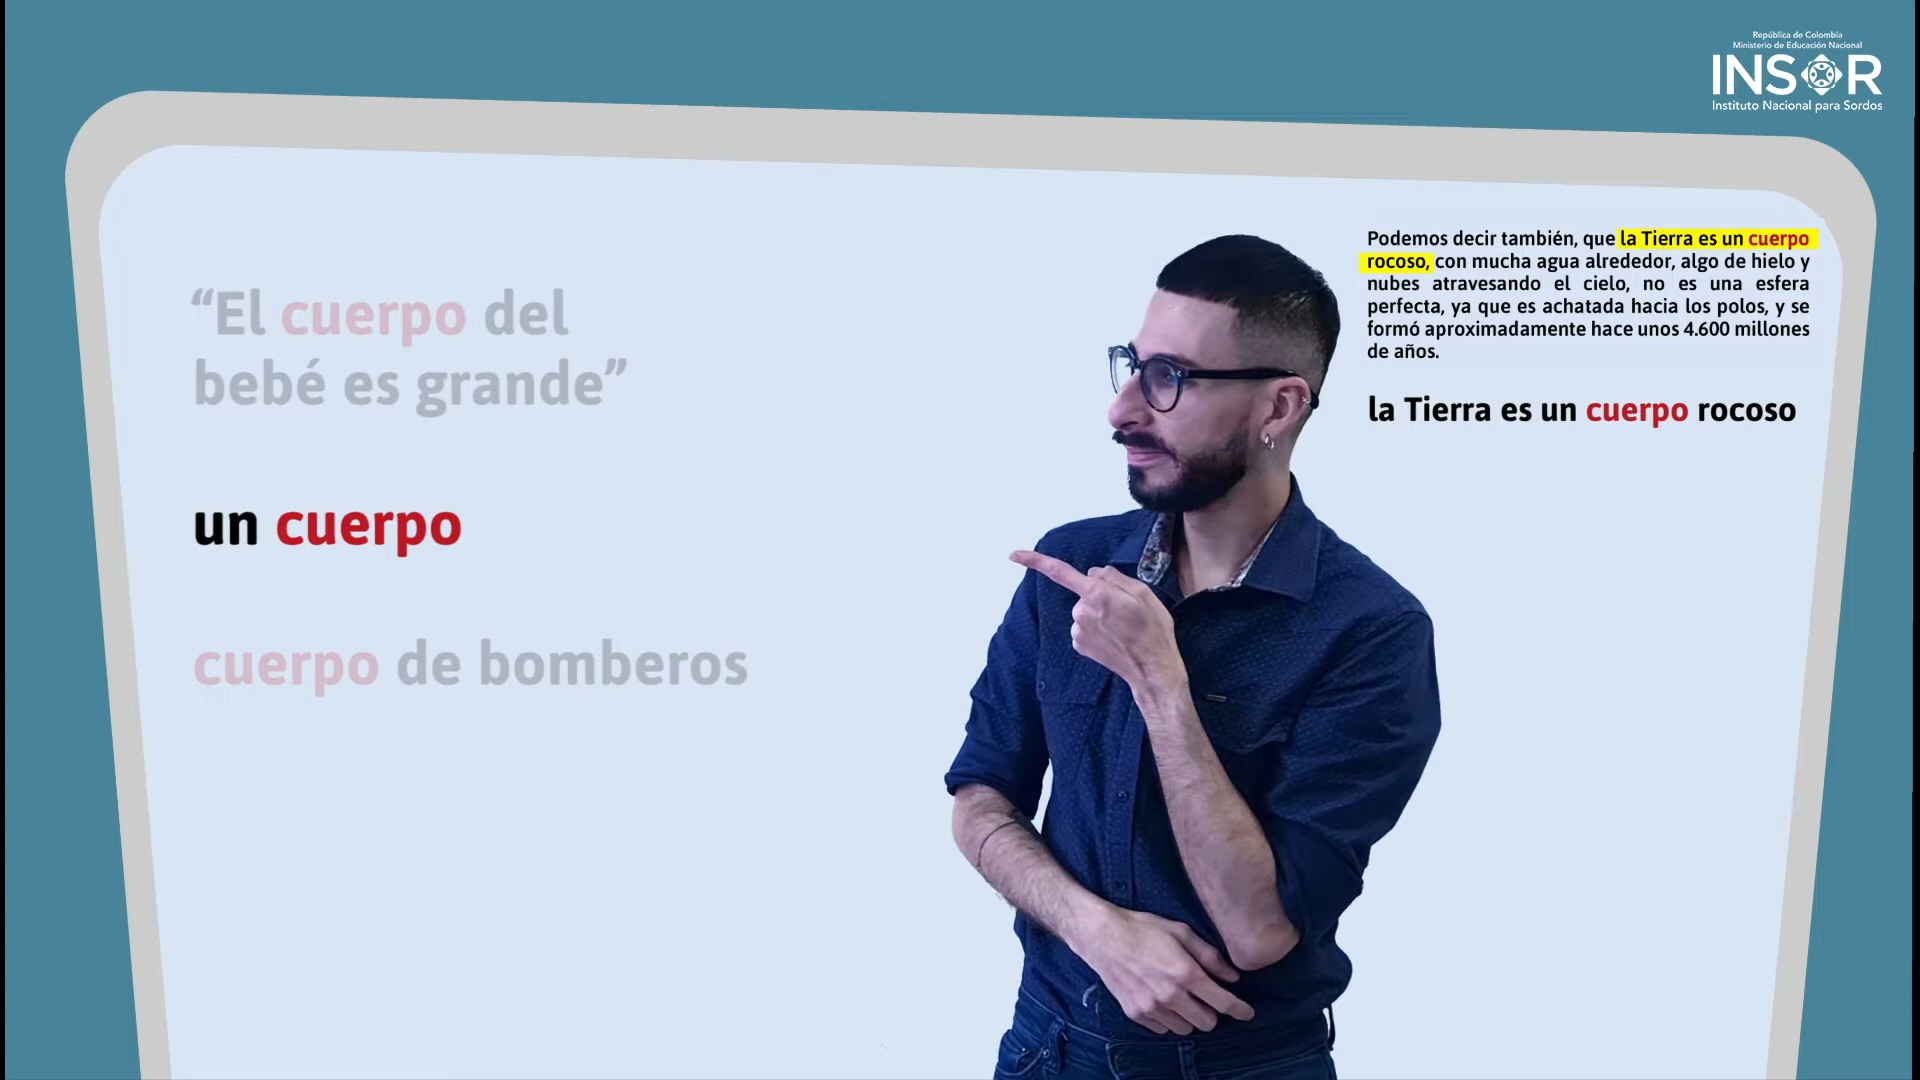 República de Colombia
Ministerio de Educación Nacional
INSOR
Instituto Nacional para Sordos
“El cuerpo del
bebé es grande”
un cuerpo
cuerpo de bomberos
Podemos decir también, que la Tierra es un cuerpo
rocoso, con mucha agua alrededor, algo de hielo y
nubes atravesando el cielo, no es una esfera
perfecta, ya que es achatada hacia los polos, y se
formó aproximadamente hace unos 4.600 millones
de años.
la Tierra es un cuerpo rocoso